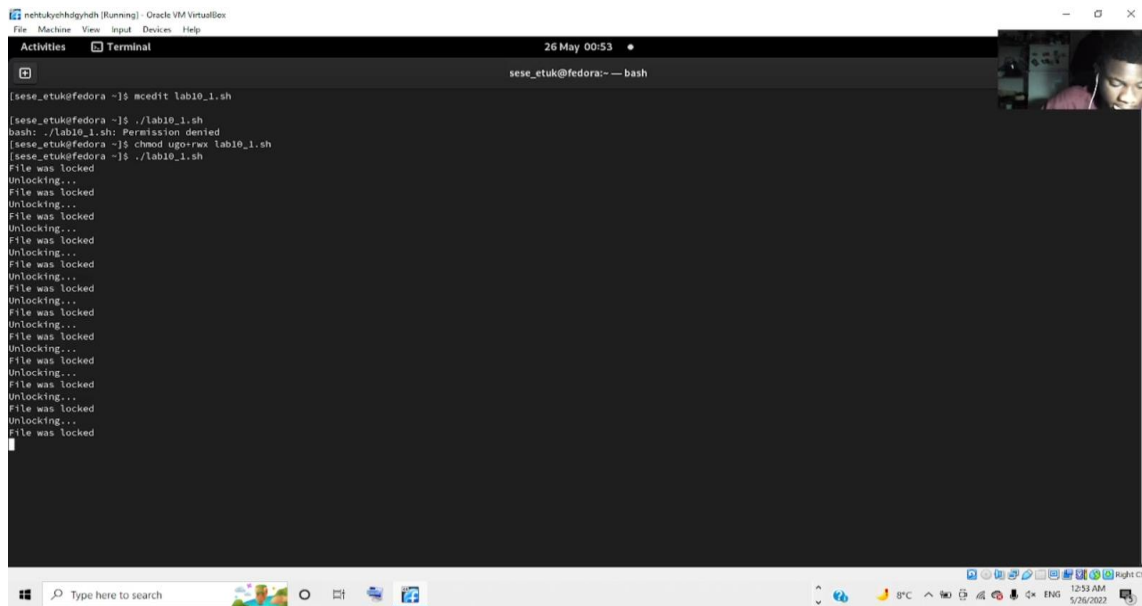 nehtukyehhdgyhdh [Running] - Oracle VM VirtualBox
File Machine View Input Devices Help
Activities Terminal 26 May 00:53
sese_etuk@fedora:~ — bash
[sese_etuk@fedora ~]$ mcedit lab10_1.sh
[sese_etuk@fedora ~]$ ./lab10_1.sh
bash: ./lab10_1.sh: Permission denied
[sese_etuk@fedora ~]$ chmod ugo+rwx lab10_1.sh
[sese_etuk@fedora ~]$ ./lab10_1.sh
File was locked
Unlocking...
File was locked
Unlocking...
File was locked
Unlocking...
File was locked
Unlocking...
File was locked
Unlocking...
File was locked
Unlocking...
File was locked
Unlocking...
File was locked
Unlocking...
File was locked
Unlocking...
File was locked
Unlocking...
File was locked
Unlocking...
File was locked
Right C
Type here to search 8°C ENG 12:53 AM
5/26/2022